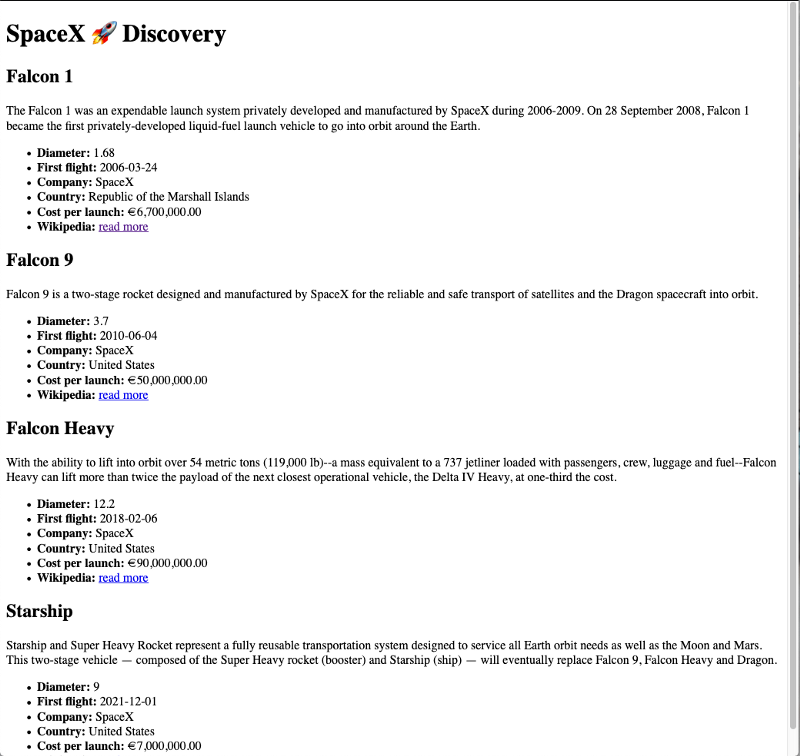 SpaceX 🚀 Discovery
Falcon 1
The Falcon 1 was an expendable launch system privately developed and manufactured by SpaceX during 2006-2009. On 28 September 2008, Falcon 1
became the first privately-developed liquid-fuel launch vehicle to go into orbit around the Earth.
• Diameter: 1.68
• First flight: 2006-03-24
• Company: SpaceX
• Country: Republic of the Marshall Islands
• Cost per launch: €6,700,000.00
• Wikipedia: read more
Falcon 9
Falcon 9 is a two-stage rocket designed and manufactured by SpaceX for the reliable and safe transport of satellites and the Dragon spacecraft into orbit.
• Diameter: 3.7
• First flight: 2010-06-04
• Company: SpaceX
• Country: United States
• Cost per launch: €50,000,000.00
• Wikipedia: read more
Falcon Heavy
With the ability to lift into orbit over 54 metric tons (119,000 lb)--a mass equivalent to a 737 jetliner loaded with passengers, crew, luggage and fuel--Falcon
Heavy can lift more than twice the payload of the next closest operational vehicle, the Delta IV Heavy, at one-third the cost.
• Diameter: 12.2
• First flight: 2018-02-06
• Company: SpaceX
• Country: United States
• Cost per launch: €90,000,000.00
• Wikipedia: read more
Starship
Starship and Super Heavy Rocket represent a fully reusable transportation system designed to service all Earth orbit needs as well as the Moon and Mars.
This two-stage vehicle — composed of the Super Heavy rocket (booster) and Starship (ship) — will eventually replace Falcon 9, Falcon Heavy and Dragon.
• Diameter: 9
• First flight: 2021-12-01
• Company: SpaceX
• Country: United States
• Cost per launch: €7,000,000.00